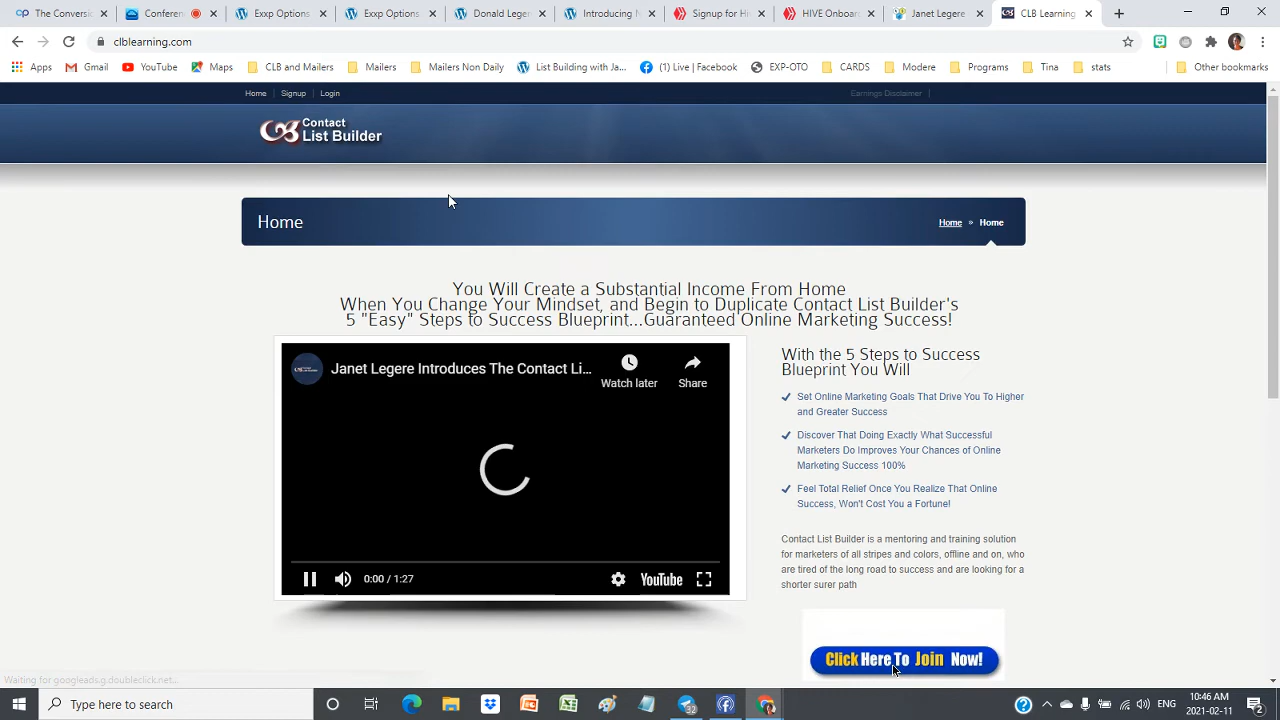 The Converji
Conferen
Exp Options
Expy Options
Donald Leger
Introducing N
Signup for Hi
HIVE Onboar
Janet Legere
CLB Learning
clblearning.com
Apps
Gmail
YouTube
Maps
CLB and Mailers
Mailers
Mailers Non Daily
List Building with Ja...
(1) Live | Facebook
EXP-OTO
CARDS
Modere
Programs
Tina
stats
Other bookmarks
Home
Signup
Login
Earnings Disclaimer
Contact
List Builder
Home
Home » Home
You Will Create a Substantial Income From Home
When You Change Your Mindset, and Begin to Duplicate Contact List Builder's
5 "Easy" Steps to Success Blueprint...Guaranteed Online Marketing Success!
Janet Legere Introduces The Contact Li...
Watch later
Share
0:00 / 1:27
YouTube
With the 5 Steps to Success
Blueprint You Will
Set Online Marketing Goals That Drive You To Higher
and Greater Success
Discover That Doing Exactly What Successful
Marketers Do Improves Your Chances of Online
Marketing Success 100%
Feel Total Relief Once You Realize That Online
Success, Won't Cost You a Fortune!
Contact List Builder is a mentoring and training solution
for marketers of all stripes and colors, offline and on, who
are tired of the long road to success and are looking for a
shorter surer path
Click Here To Join Now!
Waiting for googleads.g.doubleclick.net...
Type here to search
32
ENG
10:46 AM
2021-02-11
2